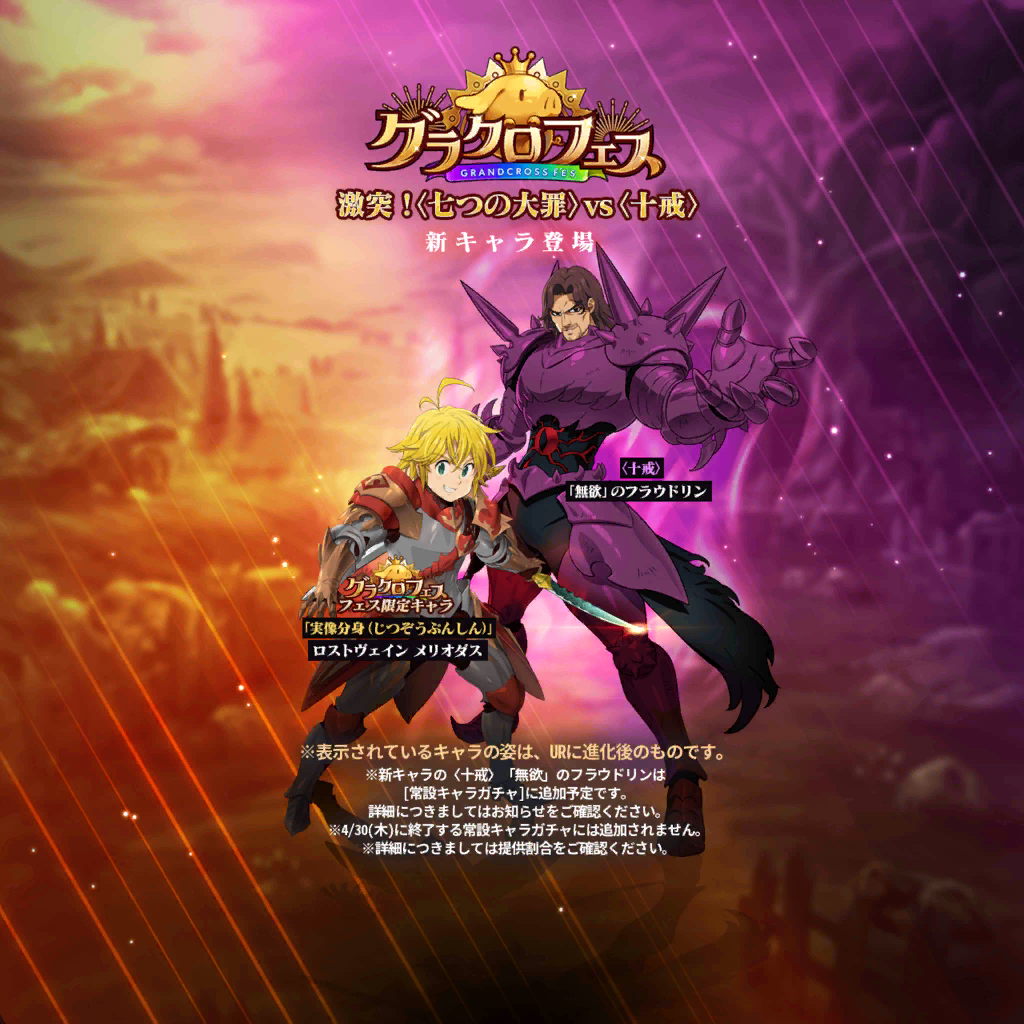 グラクロフェス
GRANDCROSS FES
激突！〈七つの大罪〉vs〈十戒〉
新キャラ登場
〈十戒〉
「無欲」のフラウドリン
グラクロフェス
フェス限定キャラ
「実像分身（じつぞうぶんしん）」
ロストヴェイン メリオダス
※表示されているキャラの姿は、URに進化後のものです。
※新キャラの〈十戒〉「無欲」のフラウドリンは
[常設キャラガチャ]に追加予定です。
詳細につきましてはお知らせをご確認ください。
※4/30(木)に終了する常設キャラガチャには追加されません。
※詳細につきましては提供割合をご確認ください。